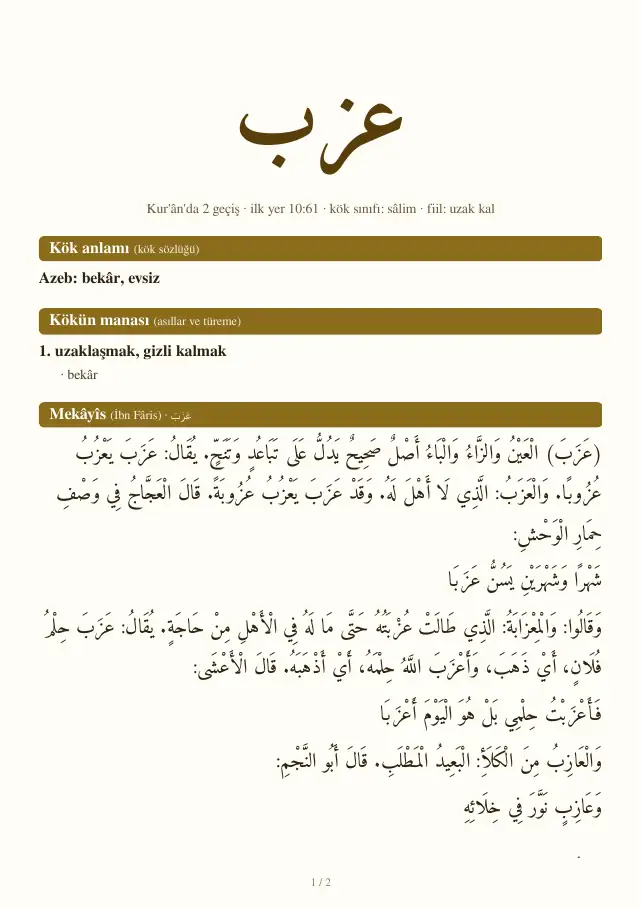 عزب
Kur'ân'da 2 geçiş · ilk yer 10:61 · kök sınıfı: sâlim · fiil: uzak kal
Kök anlamı (kök sözlüğü)
Azeb: bekâr, evsiz
Kökün manası (asıllar ve türeme)
1. uzaklaşmak, gizli kalmak
· bekâr
Mekâyîs (İbn Fâris) · عَزَبَ
(عَزَبَ) الْعَيْنُ وَالزَّاءُ وَالْبَاءُ أَصْلٌ صَحِيحٌ يَدُلُّ عَلَى تَبَاعُدٍ وَتَنَحٍّ. يُقَالُ: عَزَبَ يَعْزُبُ
عُزُوبًا. وَالْعَزَبُ: الَّذِي لَا أَهْلَ لَهُ. وَقَدْ عَزَبَ يَعْزُبُ عُزُوبَةً. قَالَ الْعَجَّاجُ فِي وَصْفِ
حِمَارِ الْوَحْشِ:
شَهْرًا وَشَهْرَيْنِ يَسُنُّ عَزَبَا
وَقَالُوا: وَالْمِعْزَابَةُ: الَّذِي طَالَتْ عُزْبَتُهُ حَتَّى مَا لَهُ فِي الْأَهْلِ مِنْ حَاجَةٍ. يُقَالُ: عَزَبَ حِلْمُ
فُلَانٍ، أَيْ ذَهَبَ، وَأَعْزَبَ اللَّهُ حِلْمَهُ، أَيْ أَذْهَبَهُ. قَالَ الْأَعْشَى:
فَأَعْزَبْتُ حِلْمِي بَلْ هُوَ الْيَوْمَ أَعْزَبَا
وَالْعَازِبُ مِنَ الْكَلَأِ: الْبَعِيدُ الْمَطْلَبِ. قَالَ أَبُو النَّجْمِ:
وَعَازِبٍ نَوَّرَ فِي خِلَائِهِ
.
1 / 2